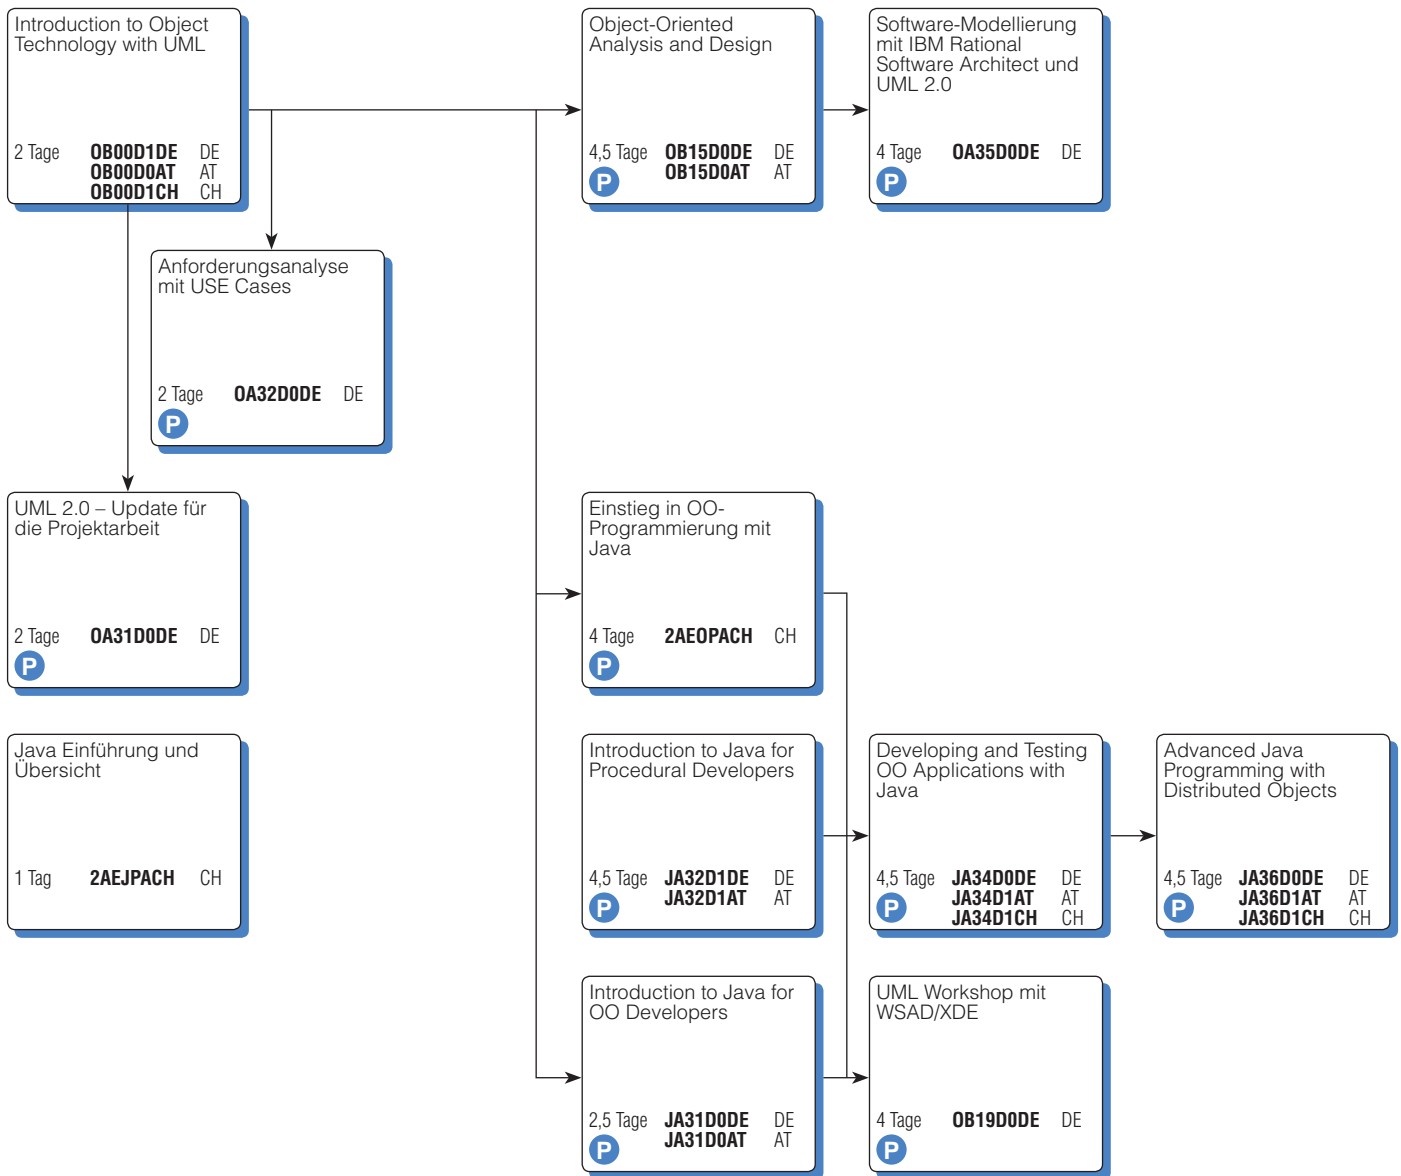 Introduction to Object
Technology with UML
2 Tage OB00D1DE DE
OB00D0AT AT
OB00D1CH CH
Object-Oriented
Analysis and Design
4,5 Tage OB15D0DE DE
OB15D0AT AT
P
Software-Modellierung
mit IBM Rational
Software Architect und
UML 2.0
4 Tage OA35D0DE DE
P
Anforderungsanalyse
mit USE Cases
2 Tage OA32D0DE DE
P
UML 2.0 – Update für
die Projektarbeit
2 Tage OA31D0DE DE
P
Einstieg in OO-
Programmierung mit
Java
4 Tage 2AEOPACH CH
P
Java Einführung und
Übersicht
1 Tag 2AEJPACH CH
Introduction to Java for
Procedural Developers
4,5 Tage JA32D1DE DE
JA32D1AT AT
P
Developing and Testing
OO Applications with
Java
4,5 Tage JA34D0DE DE
JA34D1AT AT
JA34D1CH CH
P
Advanced Java
Programming with
Distributed Objects
4,5 Tage JA36D0DE DE
JA36D1AT AT
JA36D1CH CH
P
Introduction to Java for
OO Developers
2,5 Tage JA31D0DE DE
JA31D0AT AT
P
UML Workshop mit
WSAD/XDE
4 Tage OB19D0DE DE
P